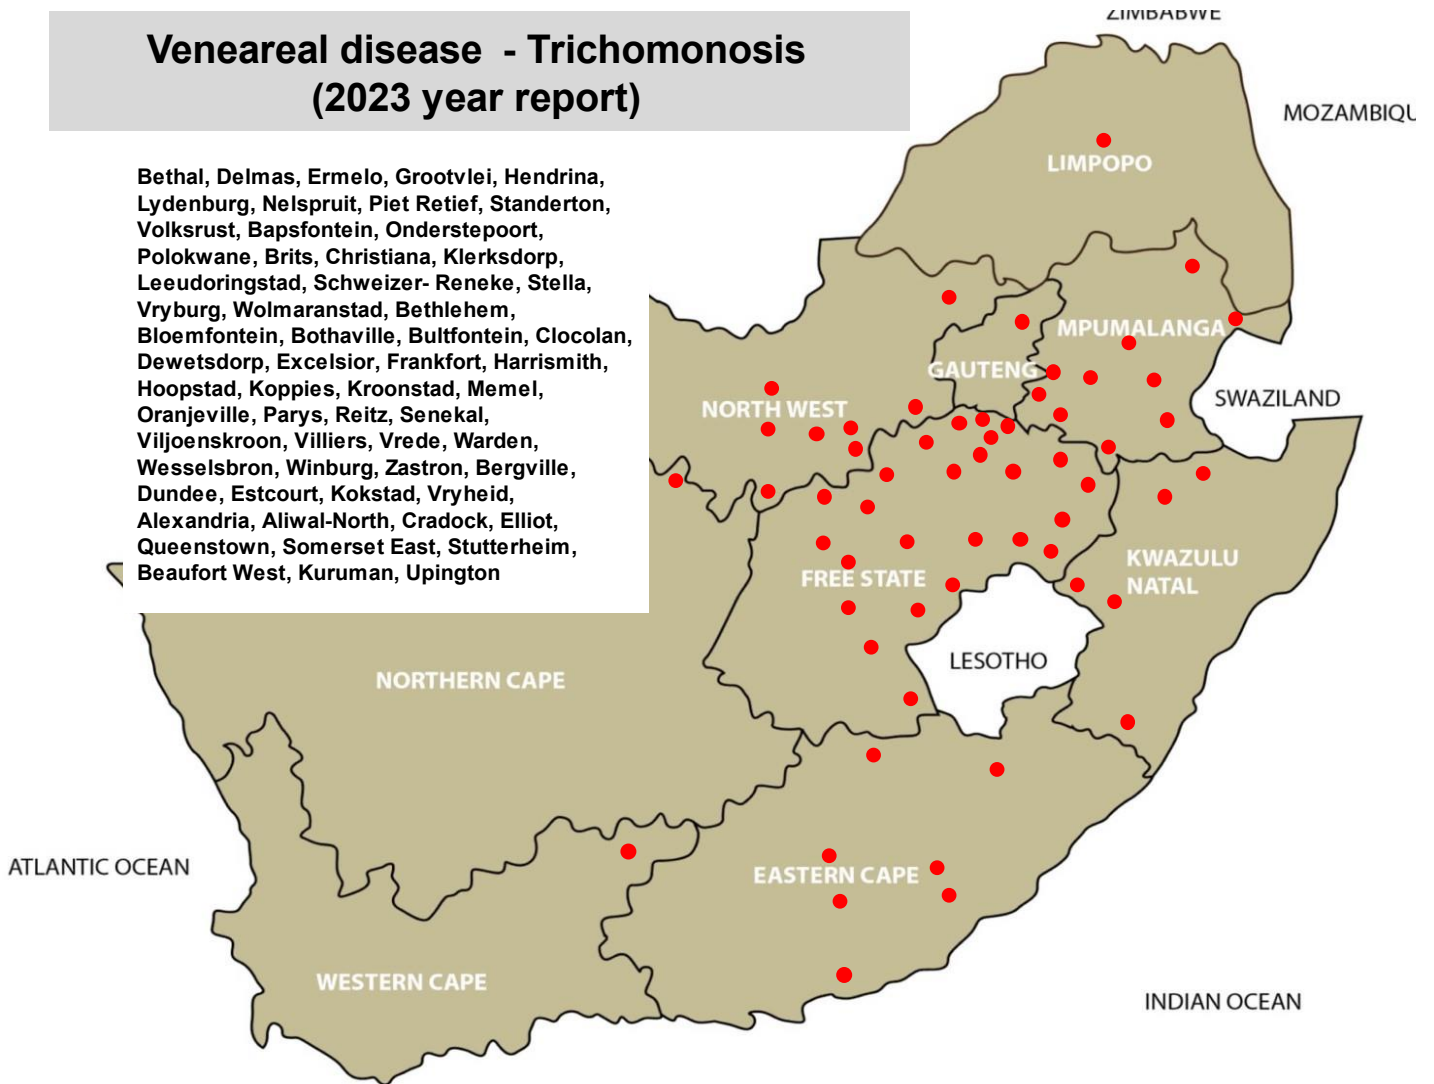 Veneareal disease - Trichomonosis
(2023 year report)
Bethal, Delmas, Ermelo, Grootvlei, Hendrina,
Lydenburg, Nelspruit, Piet Retief, Standerton,
Volksrust, Bapsfontein, Onderstepoort,
Polokwane, Brits, Christiana, Klerksdorp,
Leeudoringstad, Schweizer- Reneke, Stella,
Vryburg, Wolmaranstad, Bethlehem,
Bloemfontein, Bothaville, Bultfontein, Clocolan,
Dewetsdorp, Excelsior, Frankfort, Harrismith,
Hoopstad, Koppies, Kroonstad, Memel,
Oranjeville, Parys, Reitz, Senekal,
Viljoenskroon, Villiers, Vrede, Warden,
Wesselsbron, Winburg, Zastron, Bergville,
Dundee, Estcourt, Kokstad, Vryheid,
Alexandria, Aliwal-North, Cradock, Elliot,
Queenstown, Somerset East, Stutterheim,
Beaufort West, Kuruman, Upington
ZIMBABWE
MOZAMBIQU
LIMPOPO
MPUMALANGA
GAUTENG
SWAZILAND
NORTH WEST
KWAZULU
NATAL
FREE STATE
LESOTHO
NORTHERN CAPE
ATLANTIC OCEAN
EASTERN CAPE
WESTERN CAPE
INDIAN OCEAN